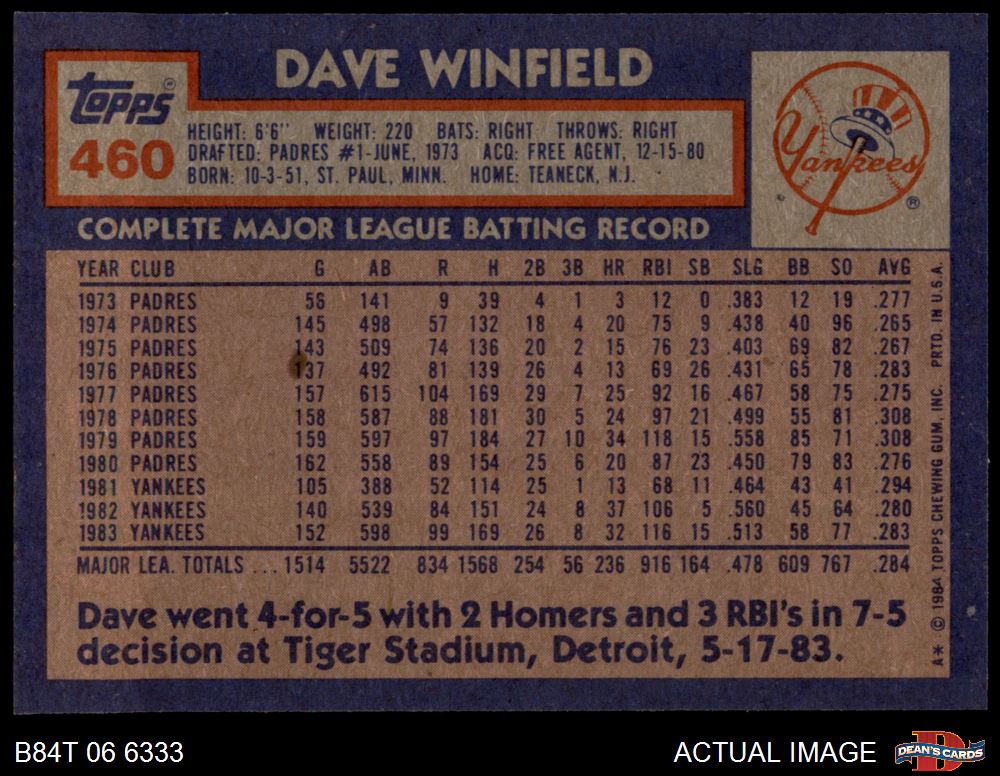 DAVE WINFIELD
Topps®
460
HEIGHT: 6'6" WEIGHT: 220 BATS: RIGHT THROWS: RIGHT
DRAFTED: PADRES #1-JUNE, 1973 ACQ: FREE AGENT, 12-15-80
BORN: 10-3-51, ST. PAUL, MINN. HOME: TEANECK, N.J.
Yankees
®
COMPLETE MAJOR LEAGUE BATTING RECORD
YEAR CLUB G AB R H 2B 3B HR RBI SB SLG BB SO AVG
1973 PADRES 56 141 9 39 4 1 3 12 0 .383 12 19 .277
1974 PADRES 145 498 57 132 18 4 20 75 9 .438 40 96 .265
1975 PADRES 143 509 74 136 20 2 15 76 23 .403 69 82 .267
1976 PADRES 137 492 81 139 26 4 13 69 26 .431 65 78 .283
1977 PADRES 157 615 104 169 29 7 25 92 16 .467 58 75 .275
1978 PADRES 158 587 88 181 30 5 24 97 21 .499 55 81 .308
1979 PADRES 159 597 97 184 27 10 34 118 15 .558 85 71 .308
1980 PADRES 162 558 89 154 25 6 20 87 23 .450 79 83 .276
1981 YANKEES 105 388 52 114 25 1 13 68 11 .464 43 41 .294
1982 YANKEES 140 539 84 151 24 8 37 106 5 .560 45 64 .280
1983 YANKEES 152 598 99 169 26 8 32 116 15 .513 58 77 .283
MAJOR LEA. TOTALS ... 1514 5522 834 1568 254 56 236 916 164 .478 609 767 .284
Dave went 4-for-5 with 2 Homers and 3 RBI's in 7-5
decision at Tiger Stadium, Detroit, 5-17-83.
A* © 1984 TOPPS CHEWING GUM, INC. PRTD. IN U.S.A.
B84T 06 6333
ACTUAL IMAGE
DEAN'S CARDS